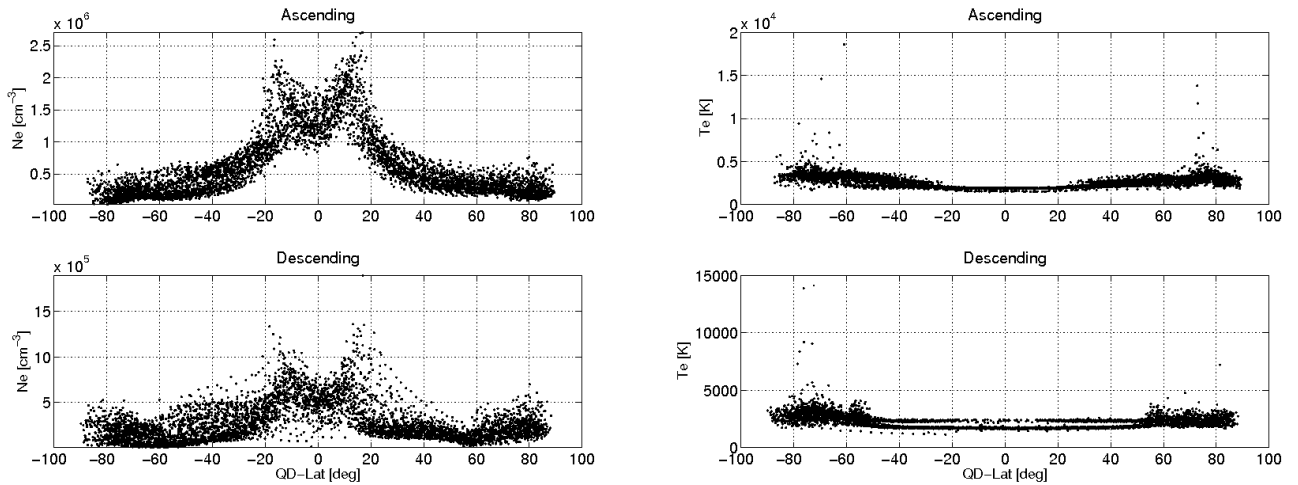 Ascending
x 10^6
2.5
2
1.5
1
0.5
Ne [cm^-3]
−100 −80 −60 −40 −20 0 20 40 60 80 100
Ascending
x 10^4
2
1.5
1
0.5
0
Te [K]
−100 −80 −60 −40 −20 0 20 40 60 80 100
Descending
x 10^5
15
10
5
Ne [cm^-3]
−100 −80 −60 −40 −20 0 20 40 60 80 100
QD−Lat [deg]
Descending
15000
10000
5000
0
Te [K]
−100 −80 −60 −40 −20 0 20 40 60 80 100
QD−Lat [deg]